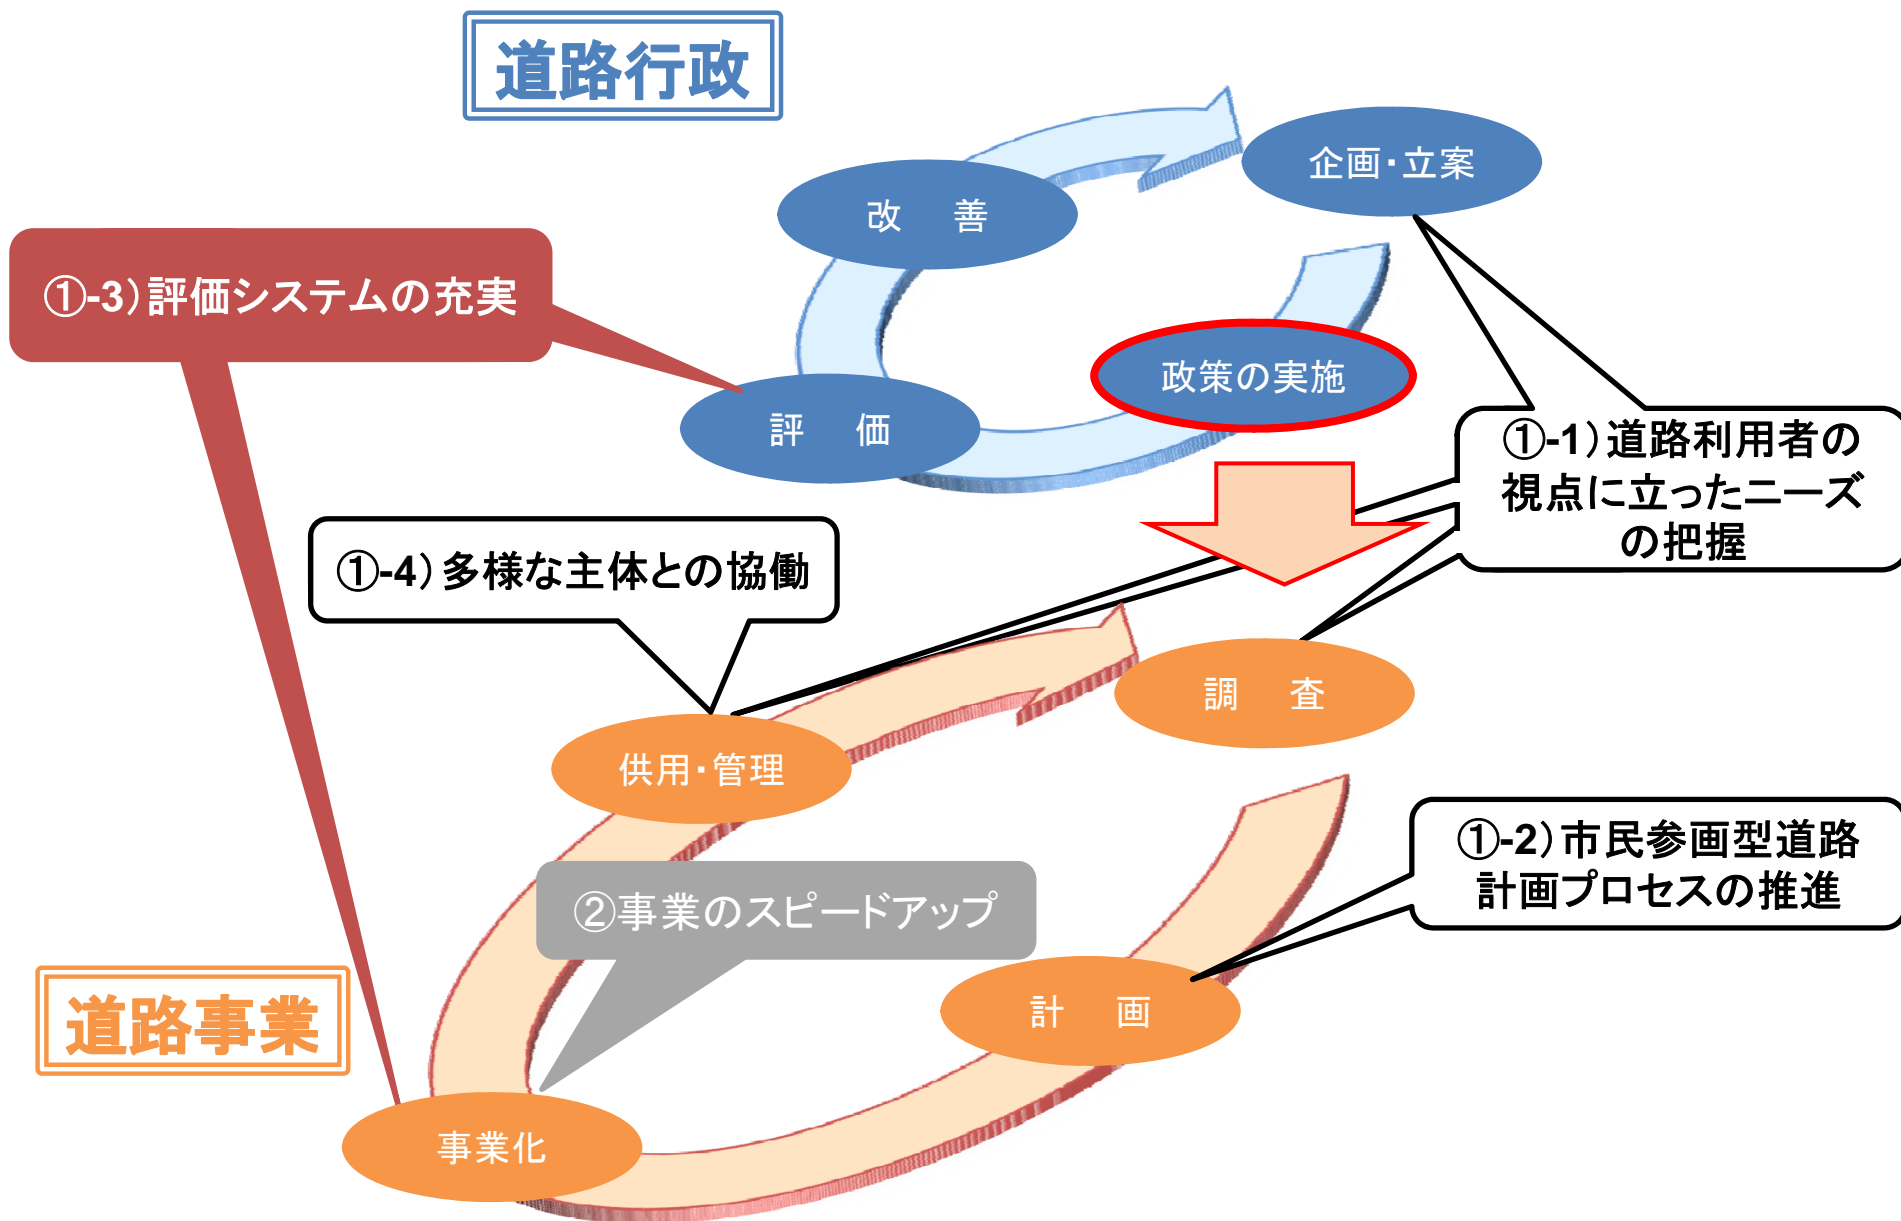 道路行政
企画・立案
改 善
①-3)評価システムの充実
政策の実施
評 価
①-1)道路利用者の
視点に立ったニーズ
の把握
①-4)多様な主体との協働
調 査
供用・管理
①-2)市民参画型道路
計画プロセスの推進
②事業のスピードアップ
道路事業
計 画
事業化